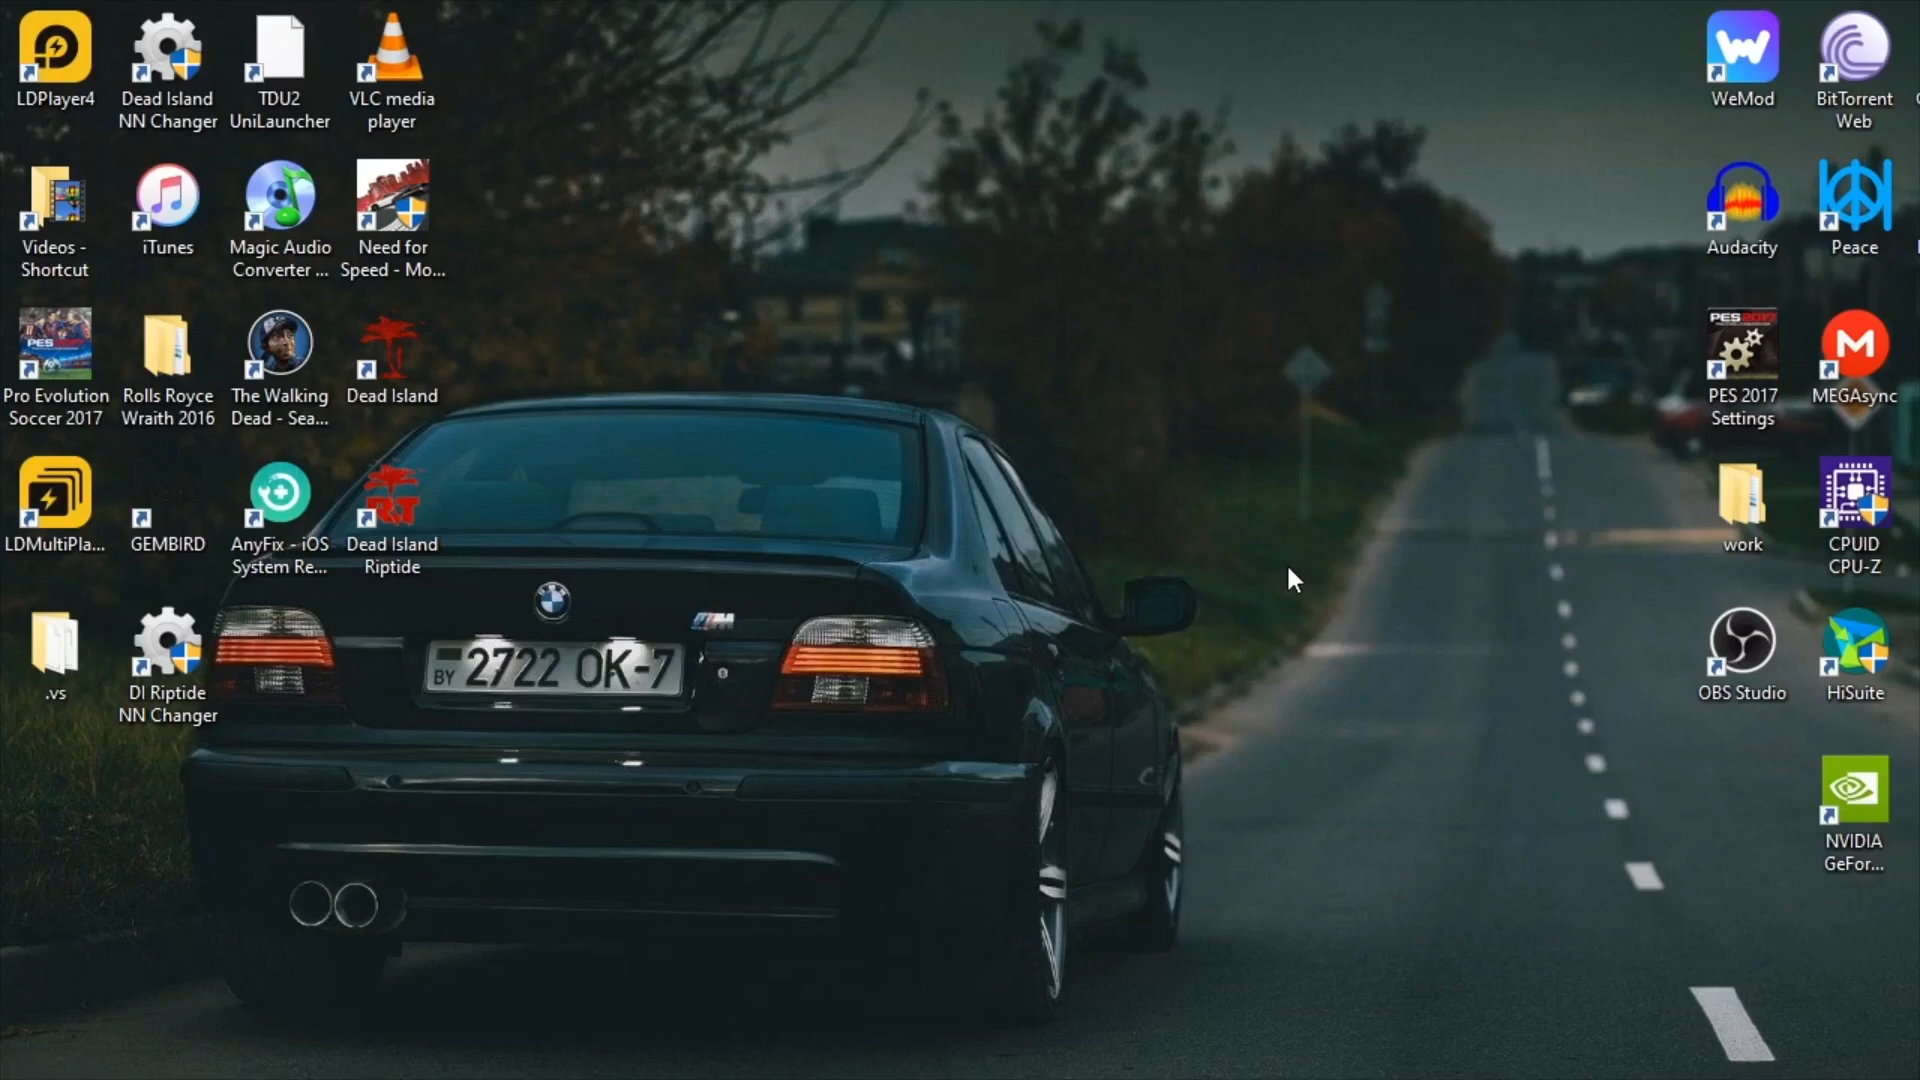 LDPlayer4
Dead Island
NN Changer
TDU2
UniLauncher
VLC media
player
WeMod
BitTorrent
Web
Videos -
Shortcut
iTunes
Magic Audio
Converter ...
Need for
Speed - Mo...
Audacity
Peace
PES 2017
Pro Evolution
Soccer 2017
Rolls Royce
Wraith 2016
The Walking
Dead - Sea...
Dead Island
PES 2017
PES 2017
Settings
M
MEGAsync
LDMultiPla...
GEMBIRD
AnyFix - iOS
System Re...
RT
Dead Island
Riptide
work
CPUID
CPU-Z
.vs
DI Riptide
NN Changer
M
BY 2722 OK-7
OBS Studio
HiSuite
NVIDIA
GeFor...